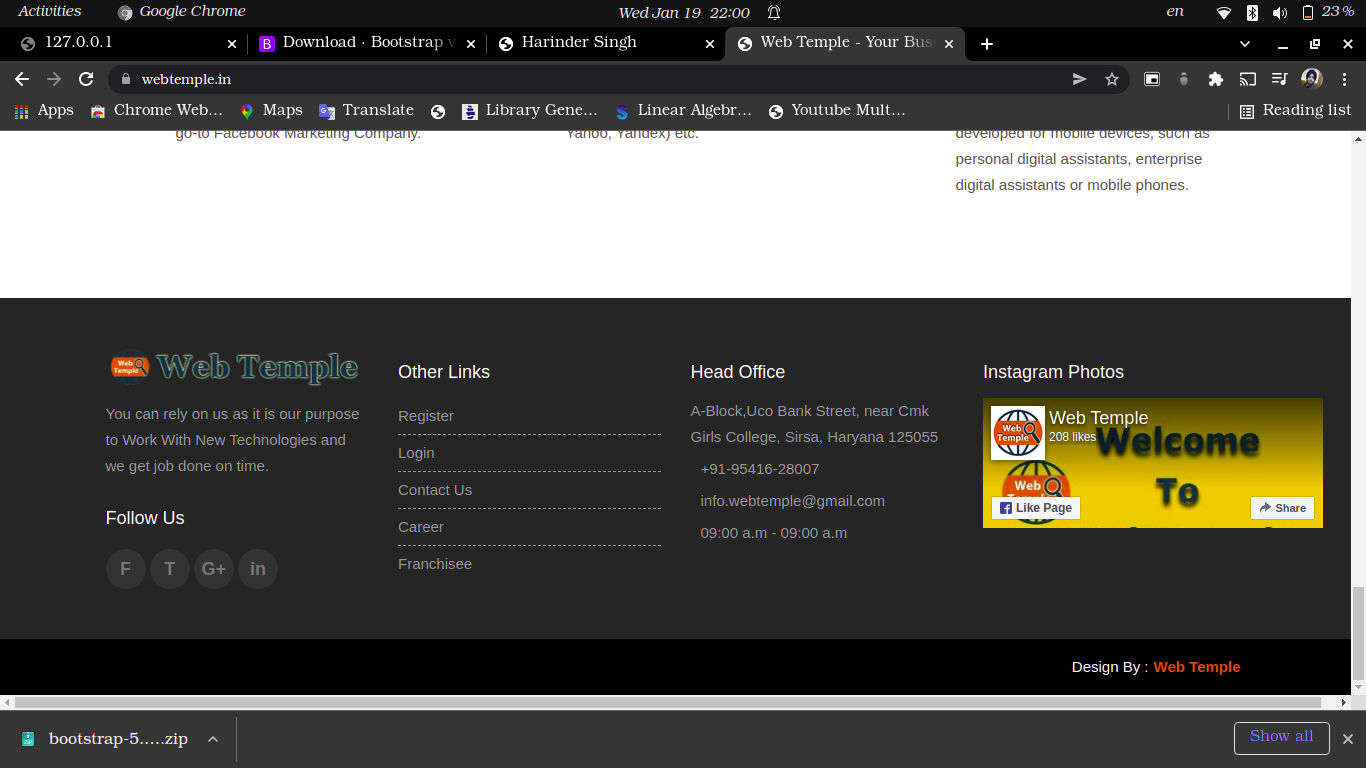 Activities
Google Chrome
Wed Jan 19 22:00
en
23 %
127.0.0.1
Download · Bootstrap v
Harinder Singh
Web Temple - Your Bus
webtemple.in
Apps
Chrome Web...
Maps
Translate
Library Gene...
Linear Algebr...
Youtube Mult...
Reading list
go-to Facebook Marketing Company.
Yahoo, Yandex) etc.
developed for mobile devices, such as
personal digital assistants, enterprise
digital assistants or mobile phones.
Web Temple
Web Temple
You can rely on us as it is our purpose
to Work With New Technologies and
we get job done on time.
Follow Us
F T G+ in
Other Links
Register
Login
Contact Us
Career
Franchisee
Head Office
A-Block,Uco Bank Street, near Cmk
Girls College, Sirsa, Haryana 125055
+91-95416-28007
info.webtemple@gmail.com
09:00 a.m - 09:00 a.m
Instagram Photos
Web
Temple
Web Temple
208 likes
Welcome
To
Web
Like Page
Share
Design By : Web Temple
bootstrap-5.....zip
Show all